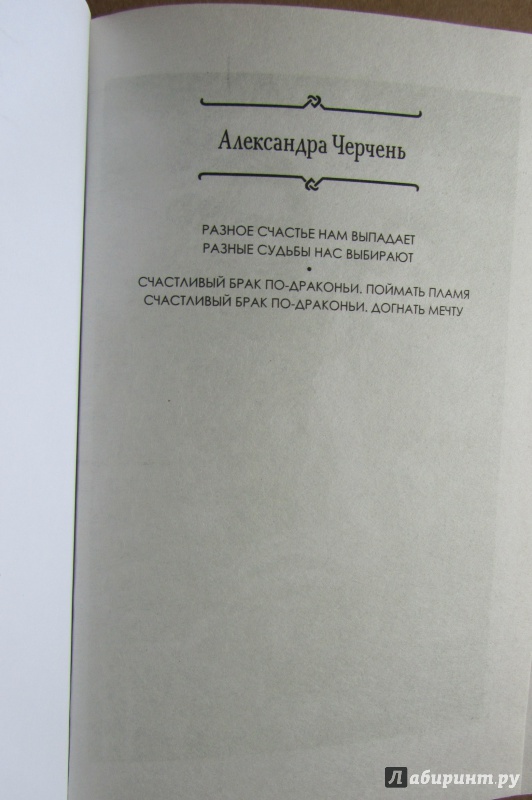 Александра Черчень
РАЗНОЕ СЧАСТЬЕ НАМ ВЫПАДАЕТ
РАЗНЫЕ СУДЬБЫ НАС ВЫБИРАЮТ
•
СЧАСТЛИВЫЙ БРАК ПО-ДРАКОНЬИ. ПОЙМАТЬ ПЛАМЯ
СЧАСТЛИВЫЙ БРАК ПО-ДРАКОНЬИ. ДОГНАТЬ МЕЧТУ
Лабиринт.ру